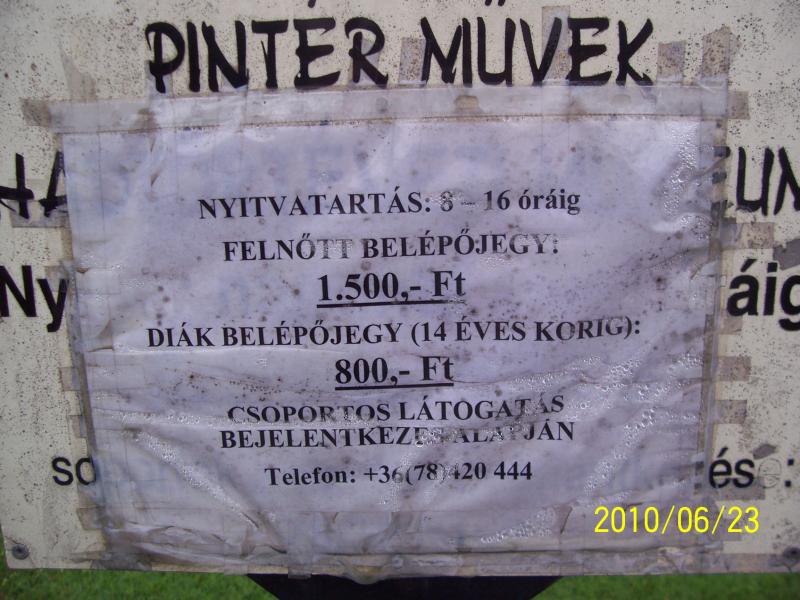 PINTÉR MŰVEK
NYITVATARTÁS: 8 – 16 óráig
FELNŐTT BELÉPŐJEGY:
1.500,- Ft
DIÁK BELÉPŐJEGY (14 ÉVES KORIG):
800,- Ft
CSOPORTOS LÁTOGATÁS
BEJELENTKEZÉS ALAPJÁN
Telefon: +36(78)420 444
2010/06/23